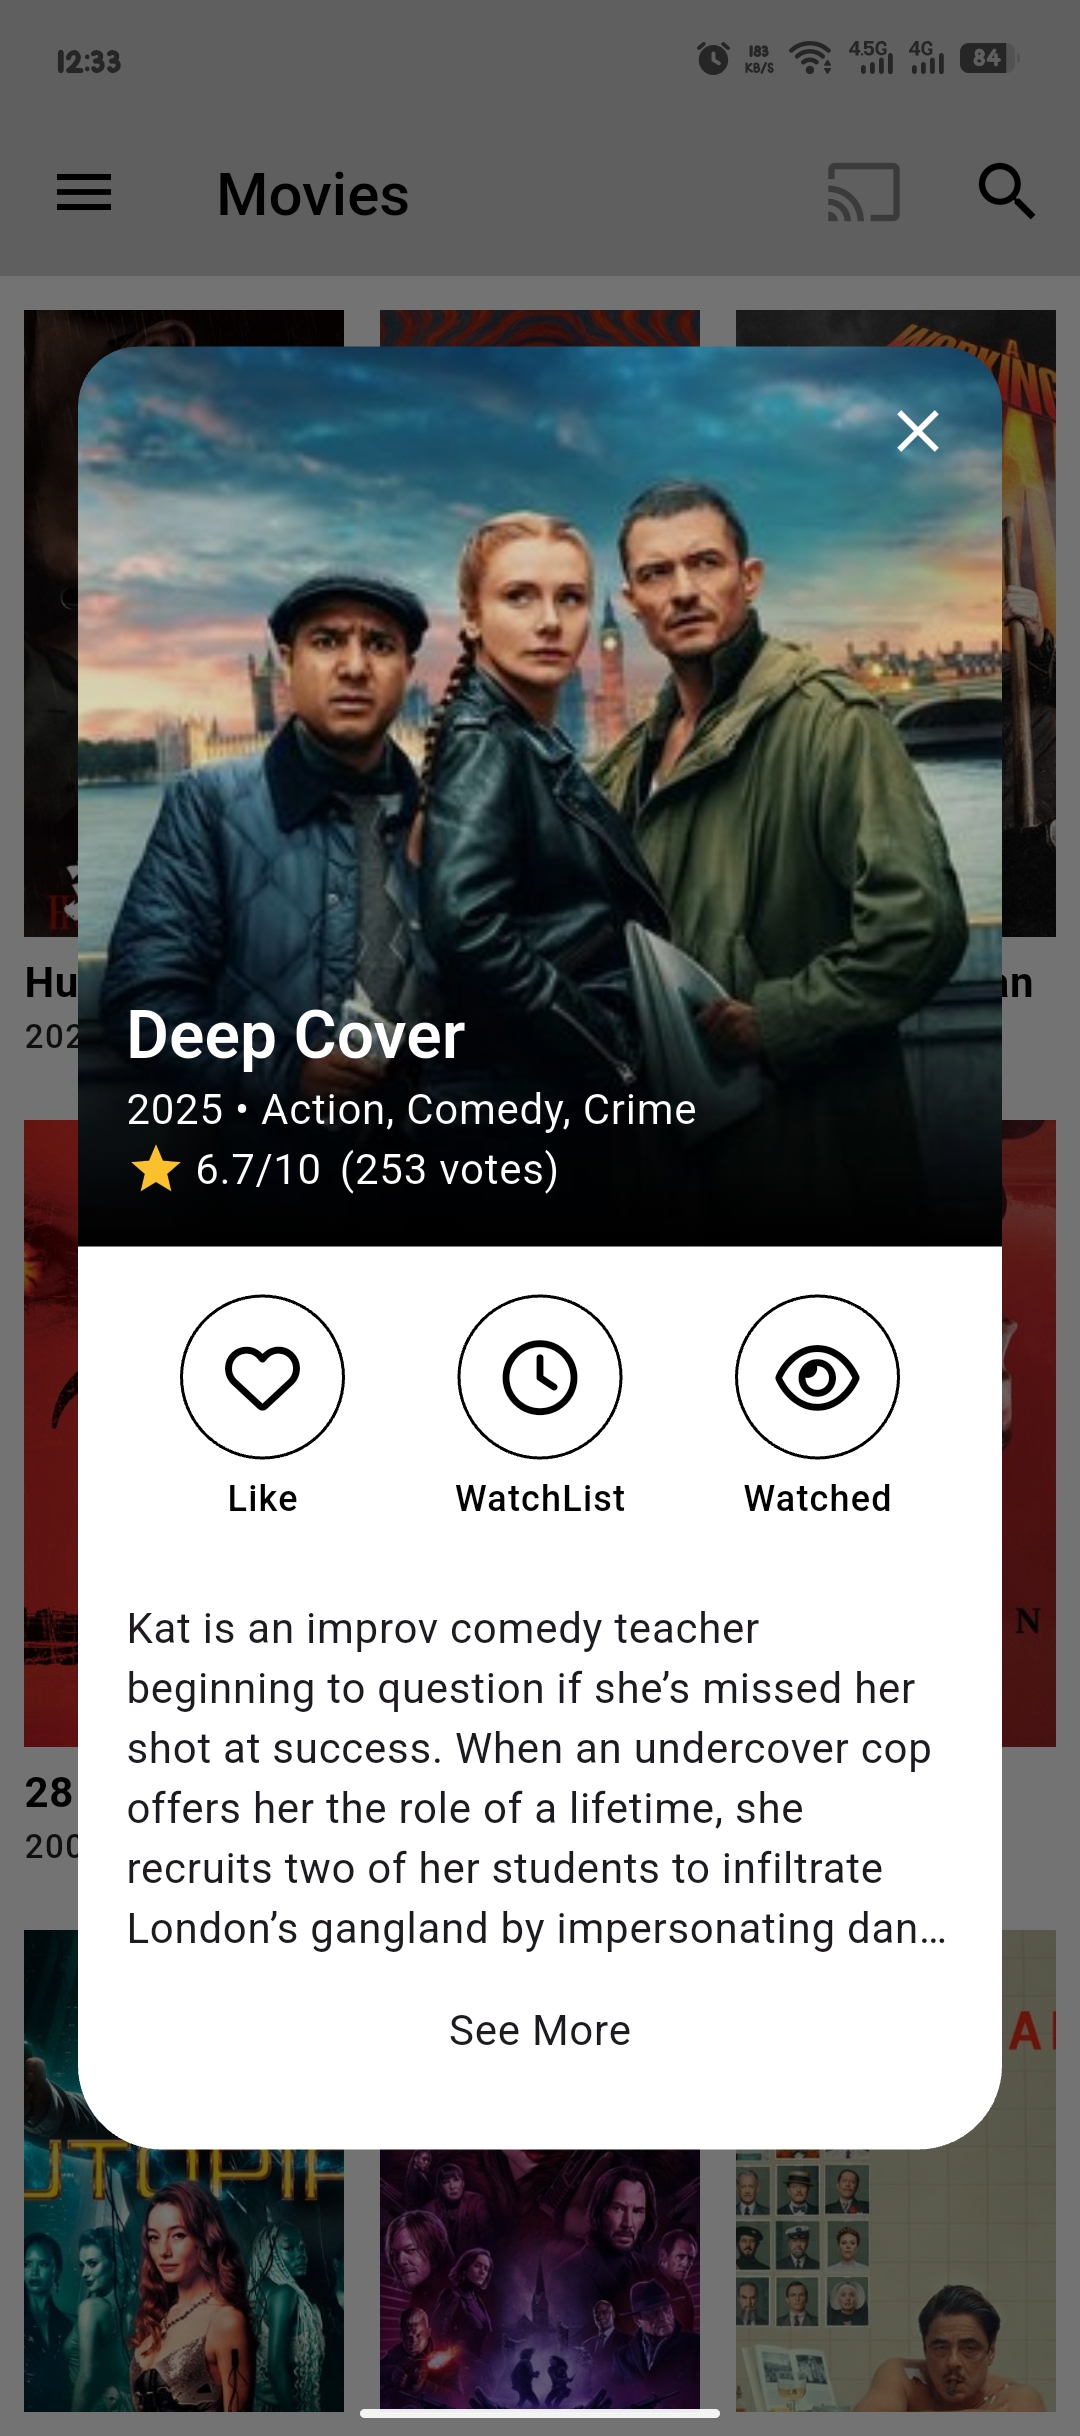 12:33
183
KB/S
4.5G
4G
84
Movies
A
WORKING
Hu
an
202
Deep Cover
2025 • Action, Comedy, Crime
6.7/10 (253 votes)
Like
WatchList
Watched
N
Kat is an improv comedy teacher
beginning to question if she’s missed her
shot at success. When an undercover cop
offers her the role of a lifetime, she
recruits two of her students to infiltrate
London’s gangland by impersonating dan…
28
200
See More
A
UTOPIA